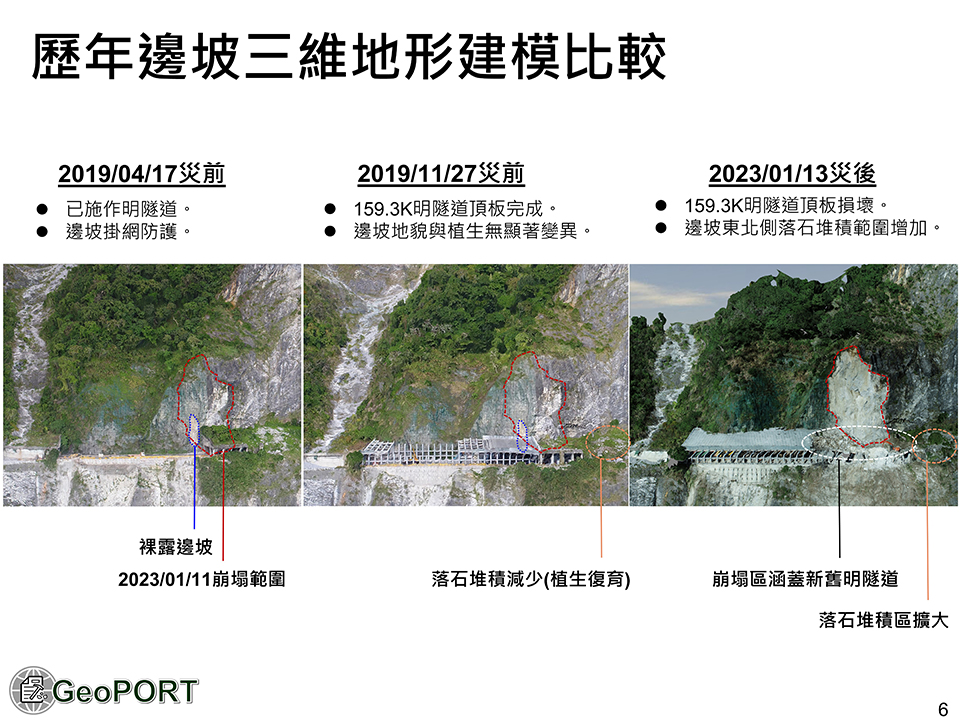 歷年邊坡三維地形建模比較
2019/04/17災前
● 已施作明隧道。
● 邊坡掛網防護。
2019/11/27災前
● 159.3K明隧道頂板完成。
● 邊坡地貌與植生無顯著變異。
2023/01/13災後
● 159.3K明隧道頂板損壞。
● 邊坡東北側落石堆積範圍增加。
裸露邊坡
2023/01/11崩塌範圍
落石堆積減少(植生復育)
崩塌區涵蓋新舊明隧道
落石堆積區擴大
GeoPORT
6